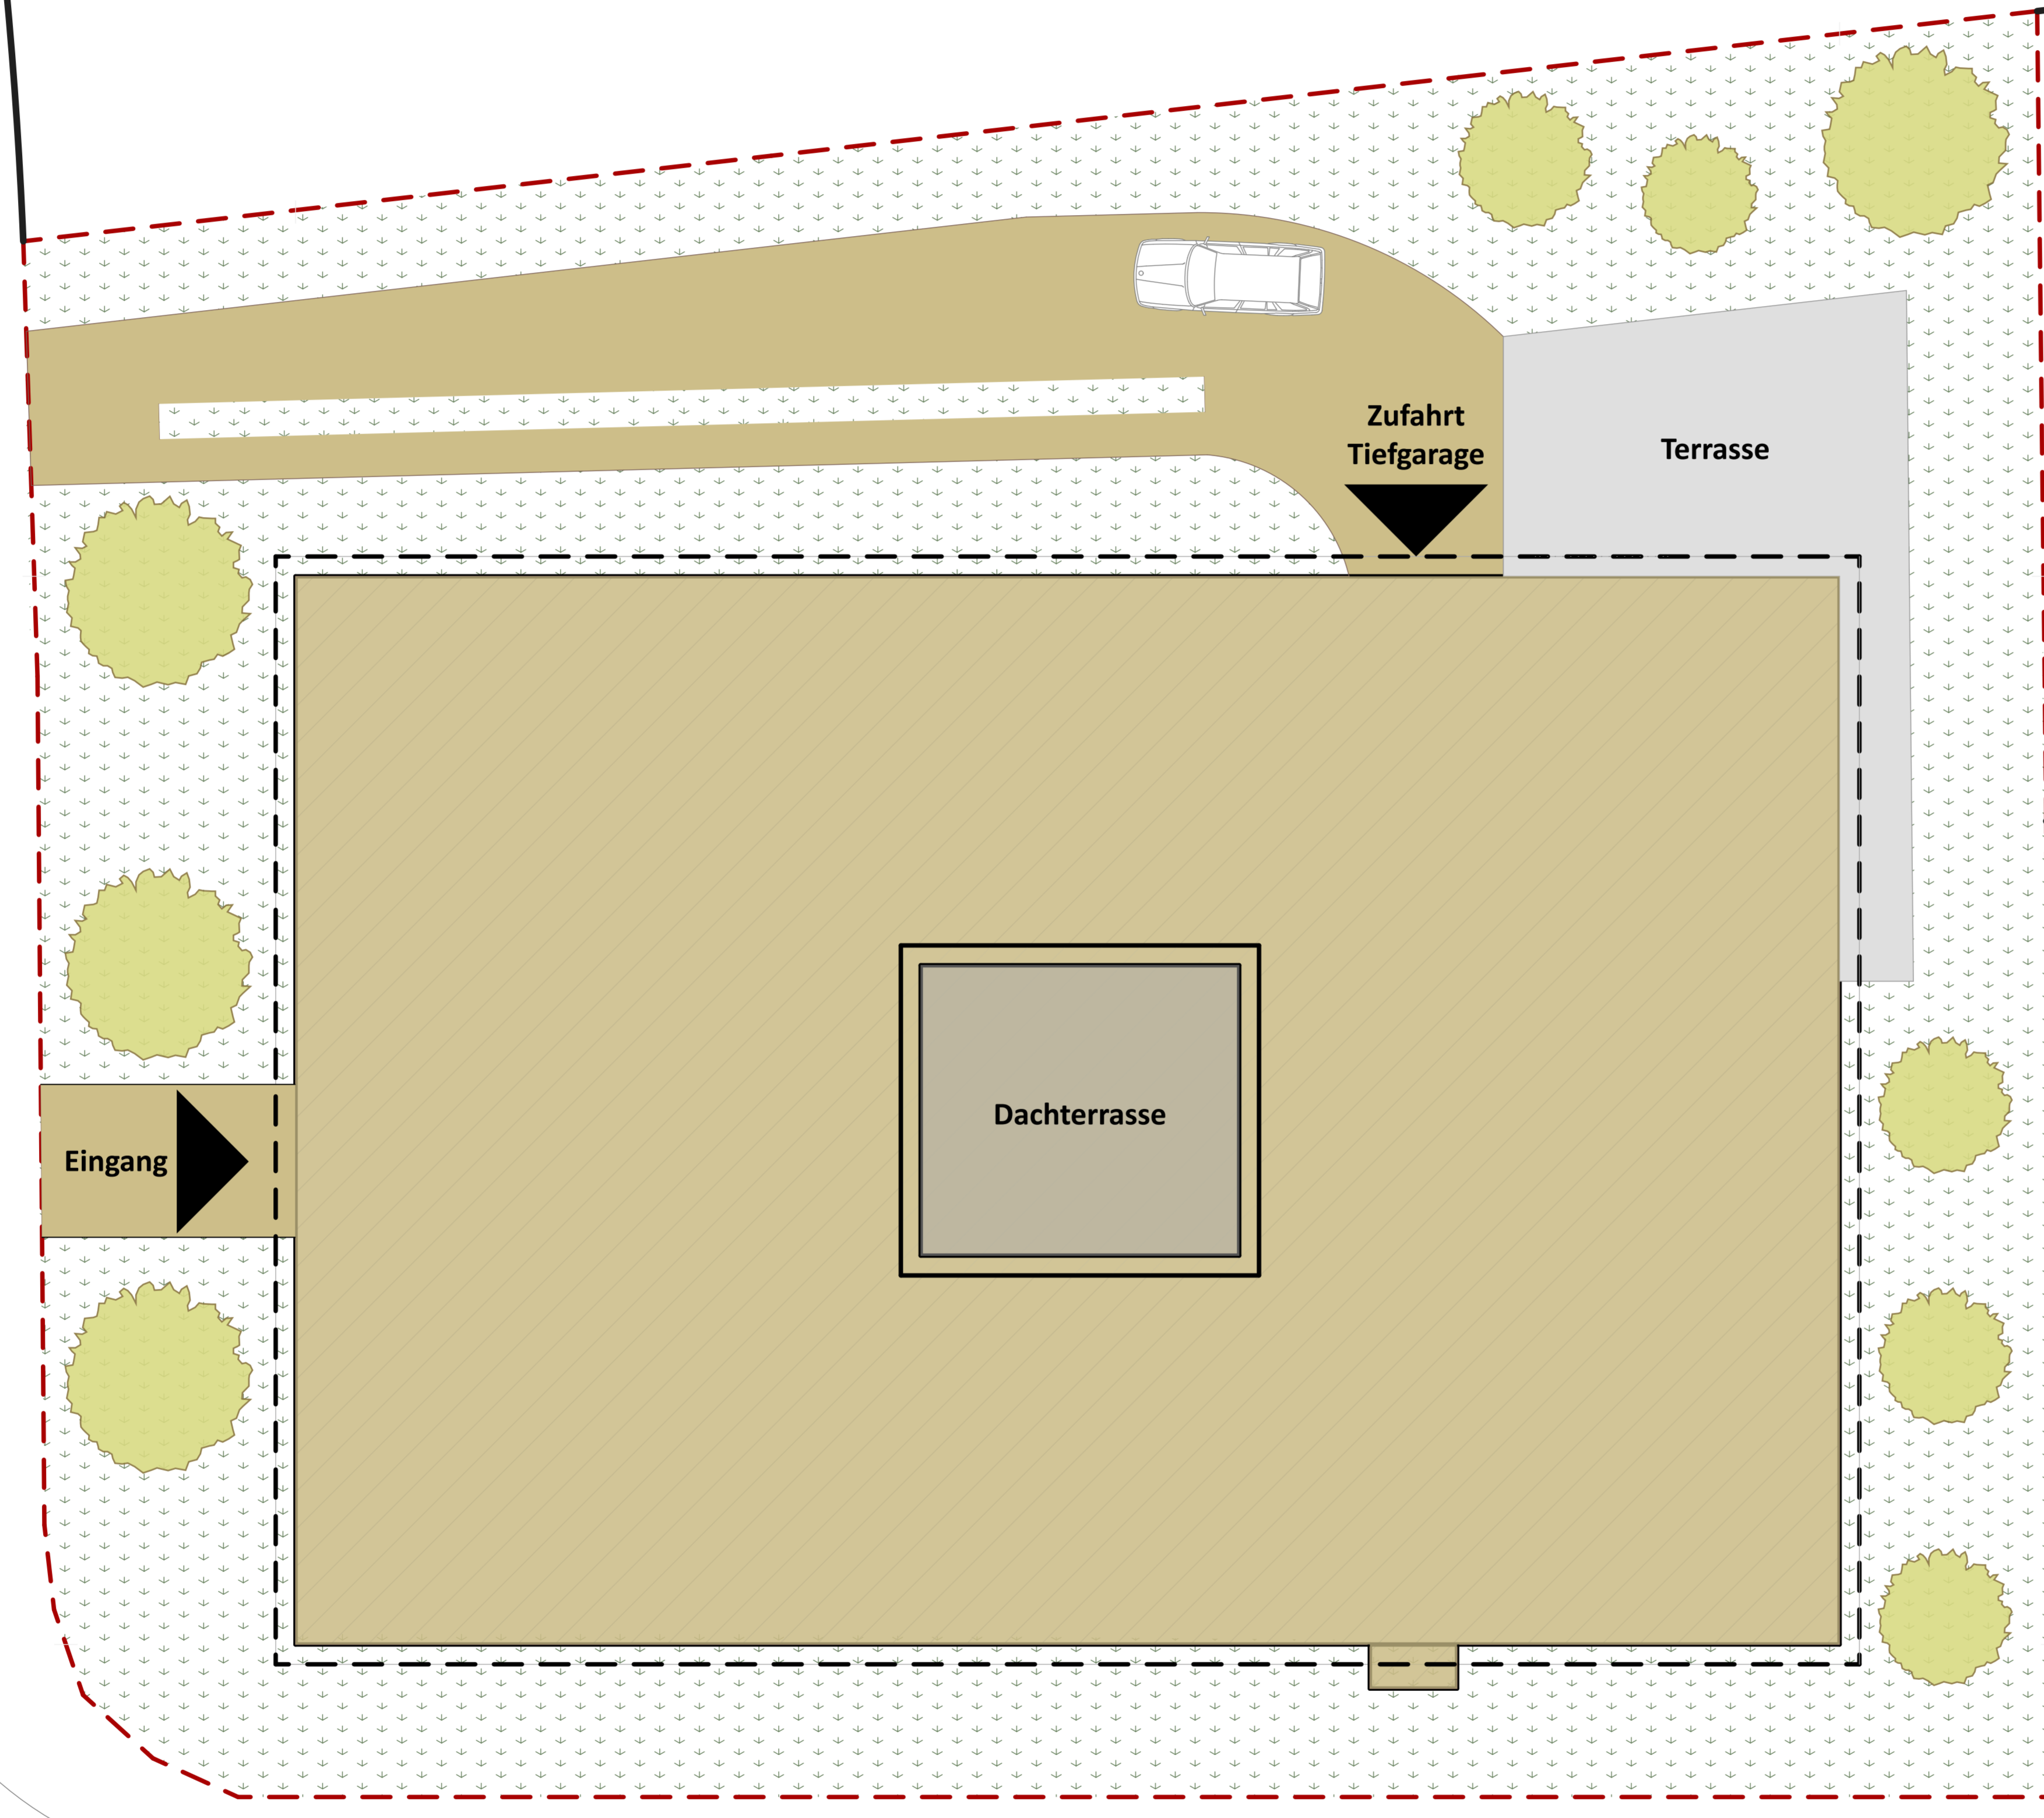 Zufahrt
Tiefgarage
Terrasse
Dachterrasse
Eingang